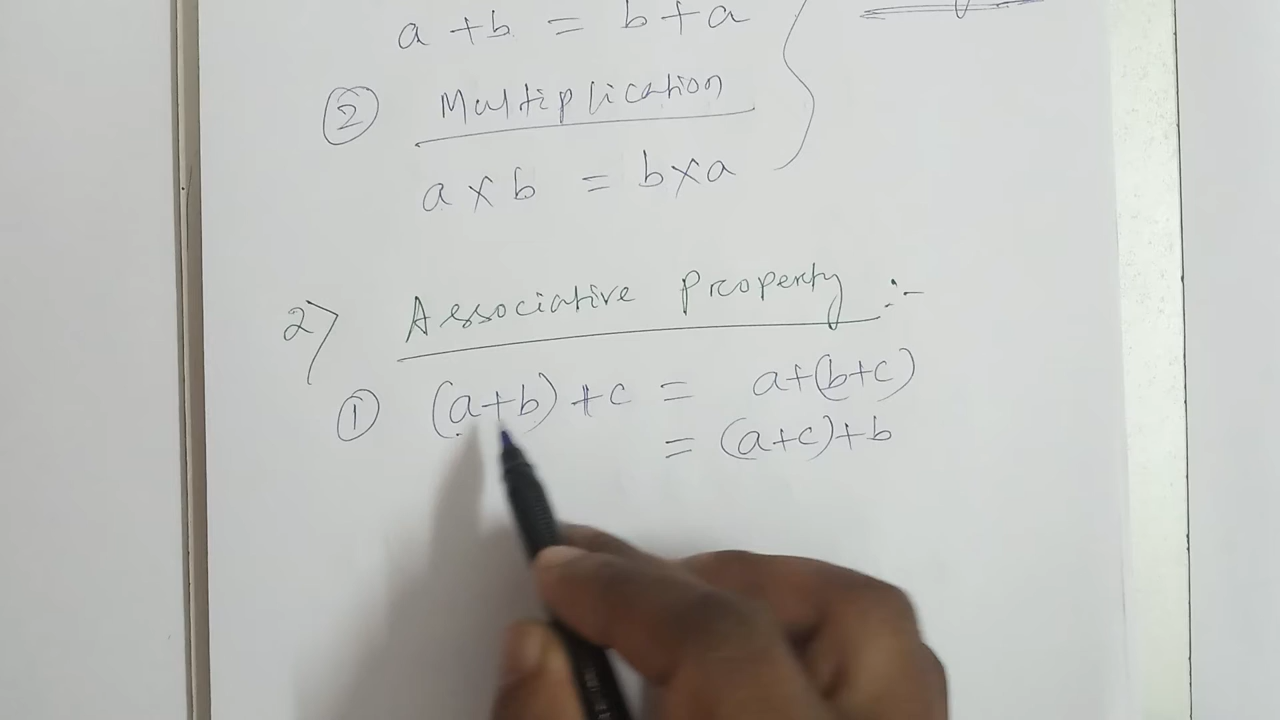 a + b = b + a
② Multiplication
a × b = b × a
2) Associative Property :-
① (a+b) + c = a+(b+c)
= (a+c)+b